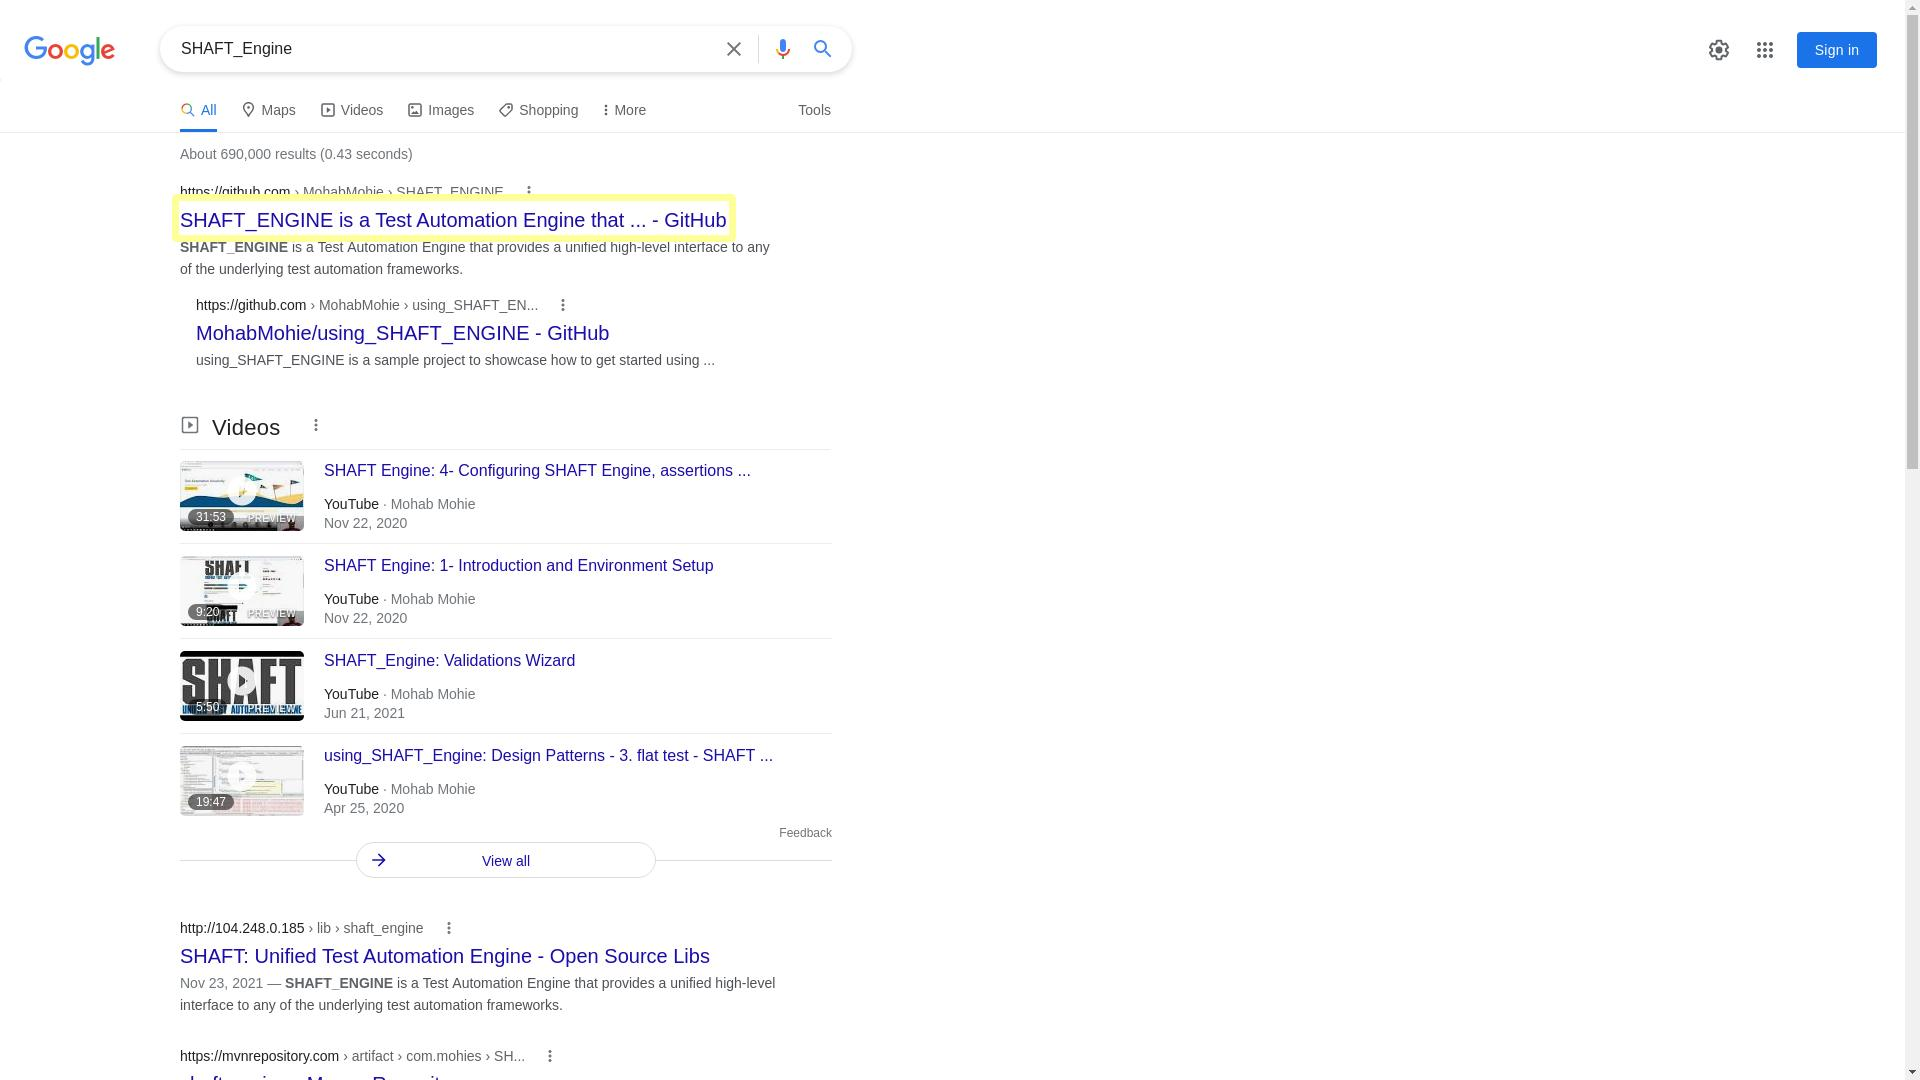 Google
SHAFT_Engine
Sign in
All
Maps
Videos
Images
Shopping
More
Tools
About 690,000 results (0.43 seconds)
https://github.com › MohabMohie › SHAFT_ENGINE
SHAFT_ENGINE is a Test Automation Engine that ... - GitHub
SHAFT_ENGINE is a Test Automation Engine that provides a unified high-level interface to any
of the underlying test automation frameworks.
https://github.com › MohabMohie › using_SHAFT_EN...
MohabMohie/using_SHAFT_ENGINE - GitHub
using_SHAFT_ENGINE is a sample project to showcase how to get started using ...
Videos
SHAFT Engine: 4- Configuring SHAFT Engine, assertions ...
31:53
PREVIEW
YouTube · Mohab Mohie
Nov 22, 2020
SHAFT Engine: 1- Introduction and Environment Setup
SHAFT
9:20
PREVIEW
YouTube · Mohab Mohie
Nov 22, 2020
SHAFT_Engine: Validations Wizard
SHAFT
5:50
PREVIEW
YouTube · Mohab Mohie
Jun 21, 2021
using_SHAFT_Engine: Design Patterns - 3. flat test - SHAFT ...
19:47
YouTube · Mohab Mohie
Apr 25, 2020
Feedback
View all
http://104.248.0.185 › lib › shaft_engine
SHAFT: Unified Test Automation Engine - Open Source Libs
Nov 23, 2021 — SHAFT_ENGINE is a Test Automation Engine that provides a unified high-level
interface to any of the underlying test automation frameworks.
https://mvnrepository.com › artifact › com.mohies › SH...